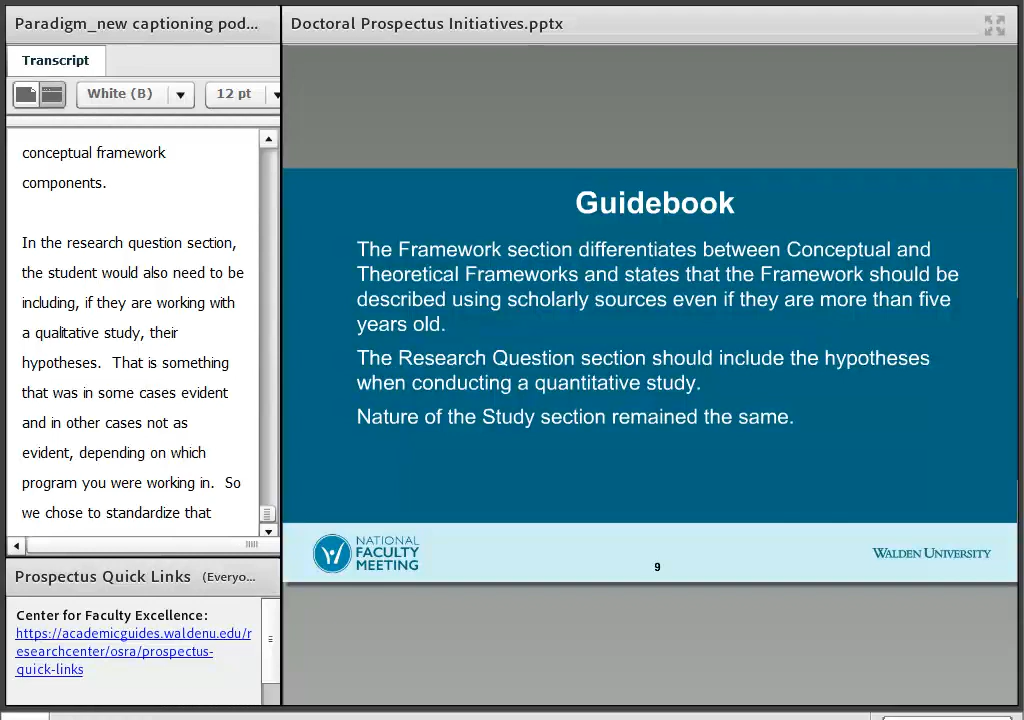 Paradigm_new captioning pod...
Transcript
White (B)
12 pt
conceptual framework
components.
In the research question section,
the student would also need to be
including, if they are working with
a qualitative study, their
hypotheses.  That is something
that was in some cases evident
and in other cases not as
evident, depending on which
program you were working in.  So
we chose to standardize that
Prospectus Quick Links (Everyo...
Center for Faculty Excellence:
https://academicguides.waldenu.edu/r
esearchcenter/osra/prospectus-
quick-links
Doctoral Prospectus Initiatives.pptx
Guidebook
The Framework section differentiates between Conceptual and
Theoretical Frameworks and states that the Framework should be
described using scholarly sources even if they are more than five
years old.
The Research Question section should include the hypotheses
when conducting a quantitative study.
Nature of the Study section remained the same.
NATIONAL
FACULTY
MEETING
9
WALDEN UNIVERSITY